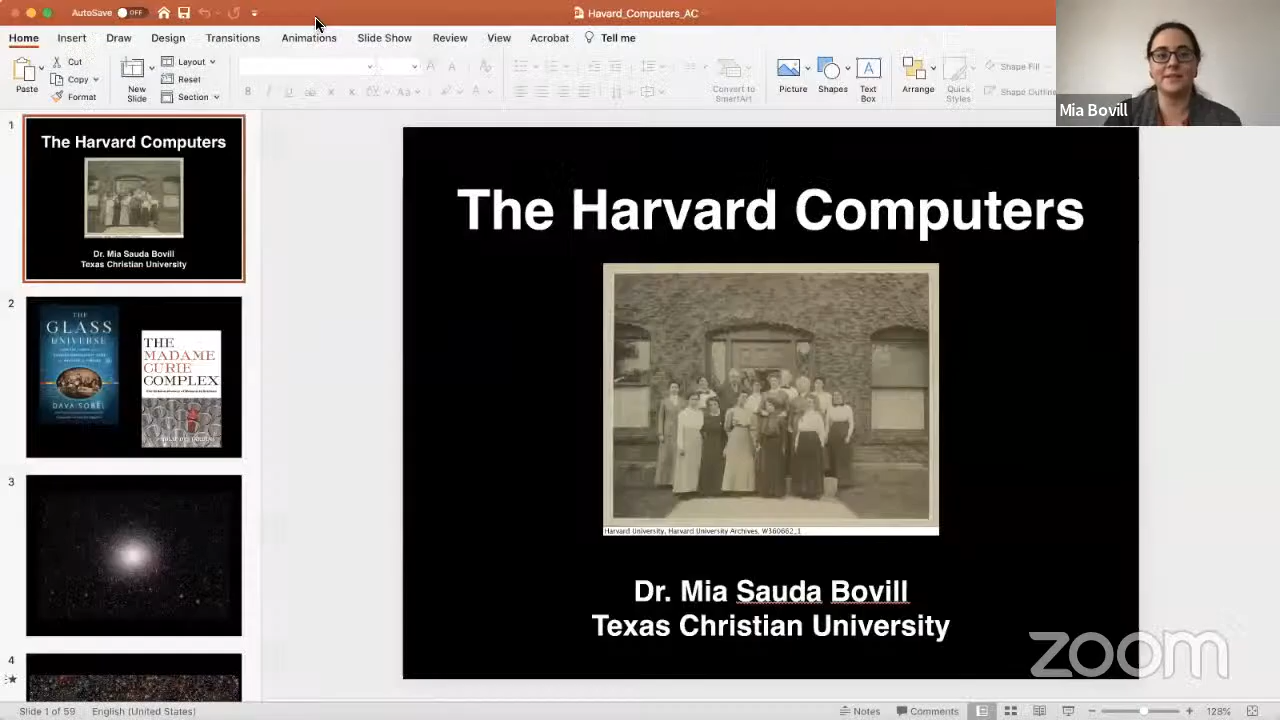 AutoSave OFF
Havard_Computers_AC
Home Insert Draw Design Transitions Animations Slide Show Review View Acrobat Tell me
Paste
Cut
Copy
Format
New Slide
Layout
Reset
Section
Convert to SmartArt
Picture
Shapes
Text Box
Arrange
Quick Styles
Shape Fill
Shape Outline
Mia Bovill
1
The Harvard Computers
Dr. Mia Sauda Bovill
Texas Christian University
2
THE
GLASS
UNIVERSE
DAVA SOBEL
THE
MADAME
CURIE
COMPLEX
3
4
The Harvard Computers
Harvard University, Harvard University Archives, W360662_1
Dr. Mia Sauda Bovill
Texas Christian University
zoom
Slide 1 of 59 English (United States) Notes Comments 128%